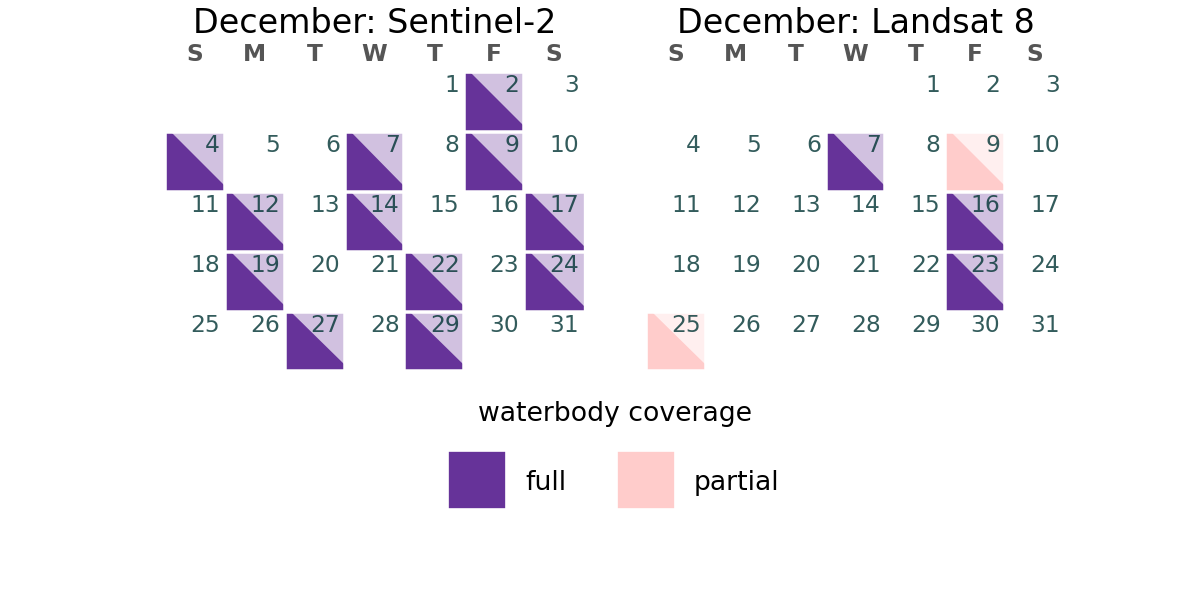 December: Sentinel-2
S M T W T F S
1 2 3
4 5 6 7 8 9 10
11 12 13 14 15 16 17
18 19 20 21 22 23 24
25 26 27 28 29 30 31
December: Landsat 8
S M T W T F S
1 2 3
4 5 6 7 8 9 10
11 12 13 14 15 16 17
18 19 20 21 22 23 24
25 26 27 28 29 30 31
waterbody coverage
full partial